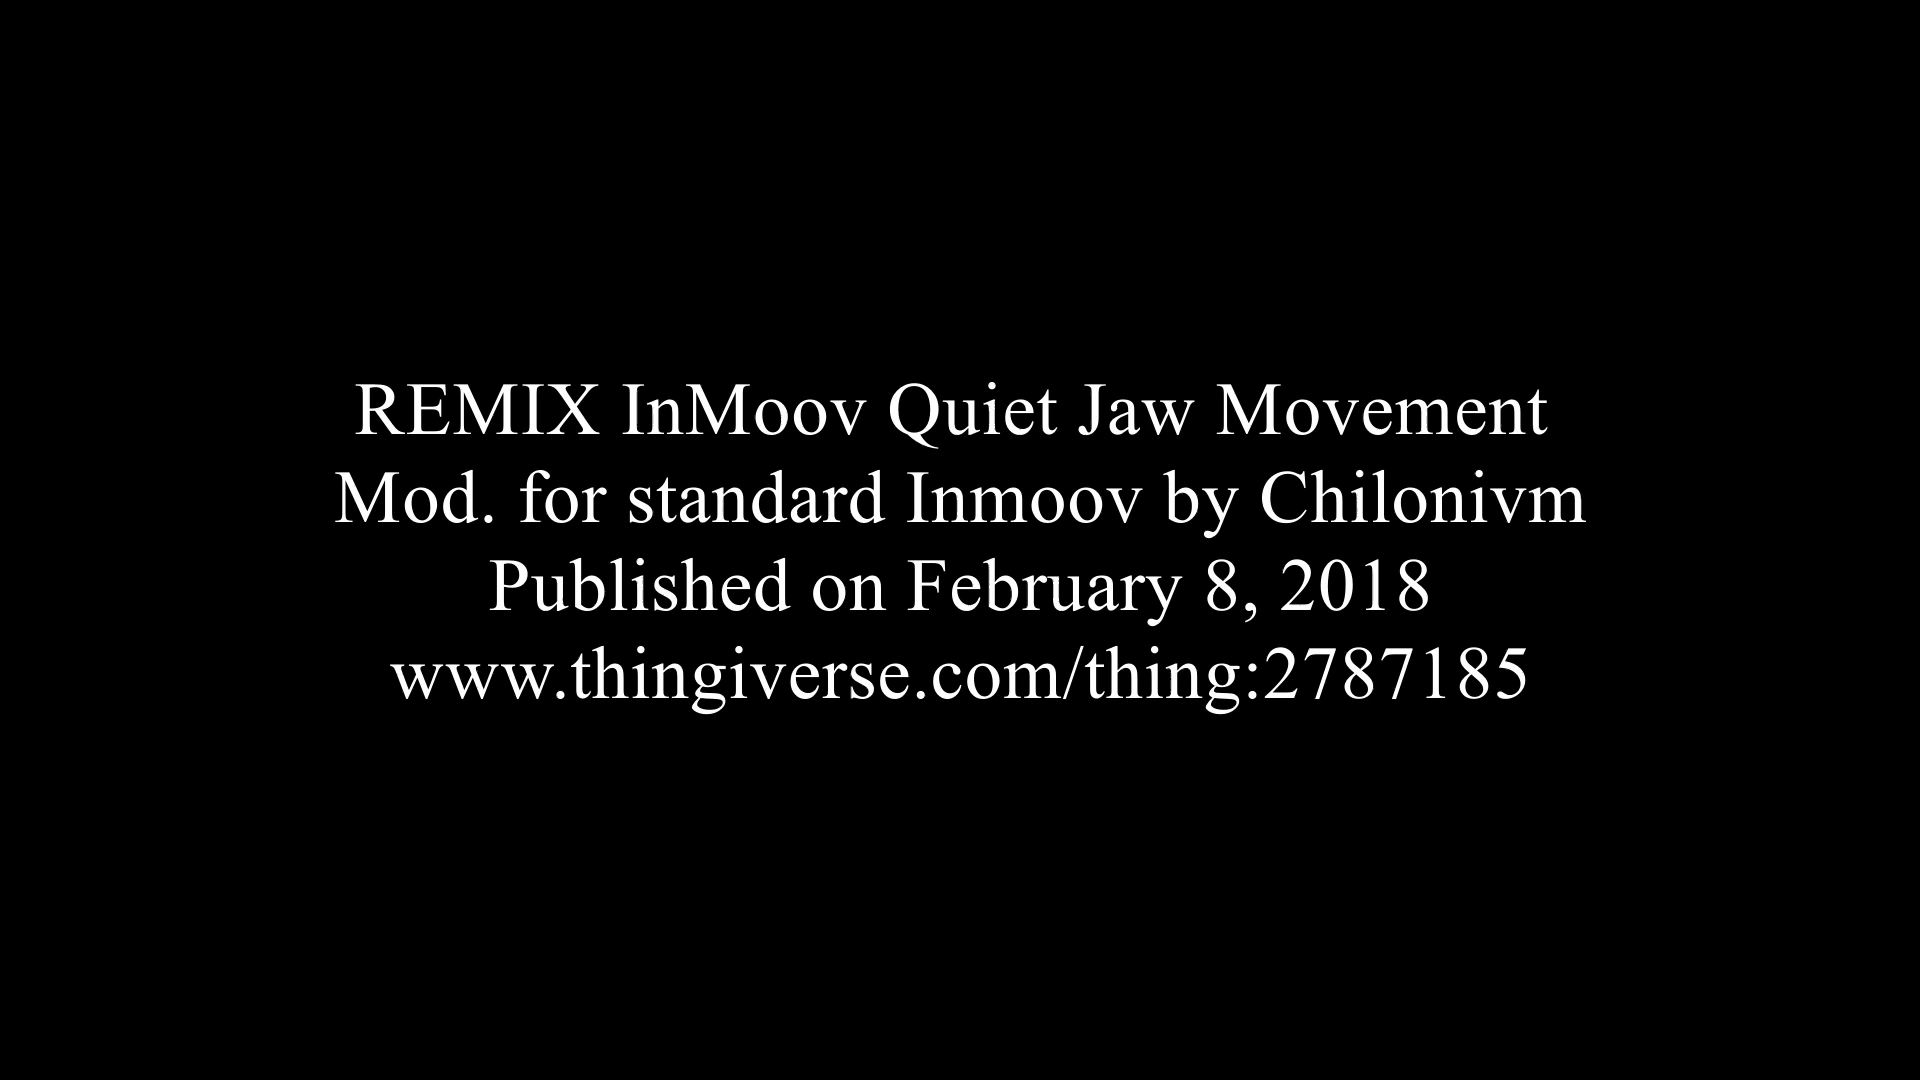 REMIX InMoov Quiet Jaw Movement
Mod. for standard Inmoov by Chilonivm
Published on February 8, 2018
www.thingiverse.com/thing:2787185